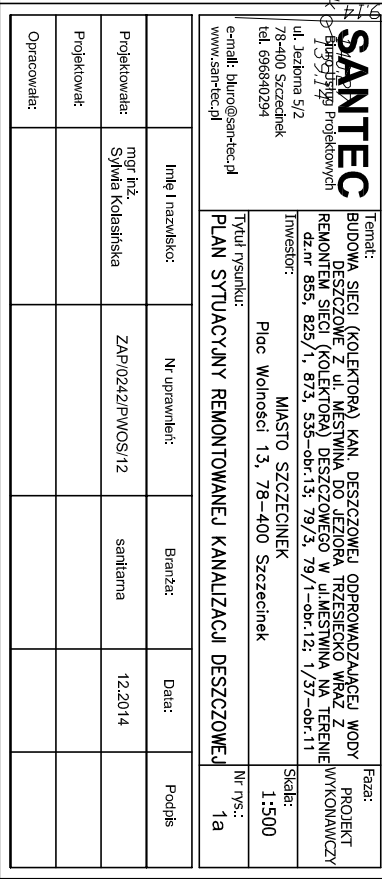 SANTEC
Biuro Usług Projektowych
ul. Jeziorna 5/2
78-400 Szczecinek
tel. 696840294
e-mail: biuro@san-tec.pl
www.san-tec.pl
Temat:
BUDOWA SIECI (KOLEKTORA) KAN. DESZCZOWEJ ODPROWADZAJĄCEJ WODY
DESZCZOWE Z ul. MESTWINA DO JEZIORA TRZESIECKO WRAZ Z
REMONTEM SIECI (KOLEKTORA) DESZCZOWEGO W ul.MESTWINA NA TERENIE
dz.nr 855, 825/1, 873, 535-obr.13; 79/3, 79/1-obr.12; 1/37-obr.11
Faza:
PROJEKT
WYKONAWCZY
Inwestor:
MIASTO SZCZECINEK
Plac Wolności 13, 78-400 Szczecinek
Skala:
1:500
Tytuł rysunku:
PLAN SYTUACYJNY REMONTOWANEJ KANALIZACJI DESZCZOWEJ
Nr rys.:
1a
Imię i nazwisko:
Nr uprawnień:
Branża:
Data:
Podpis
Projektowała:
mgr inż.
Sylwia Kolasińska
ZAP/0242/PWOS/12
sanitarna
12.2014
Projektował:
Opracowała: